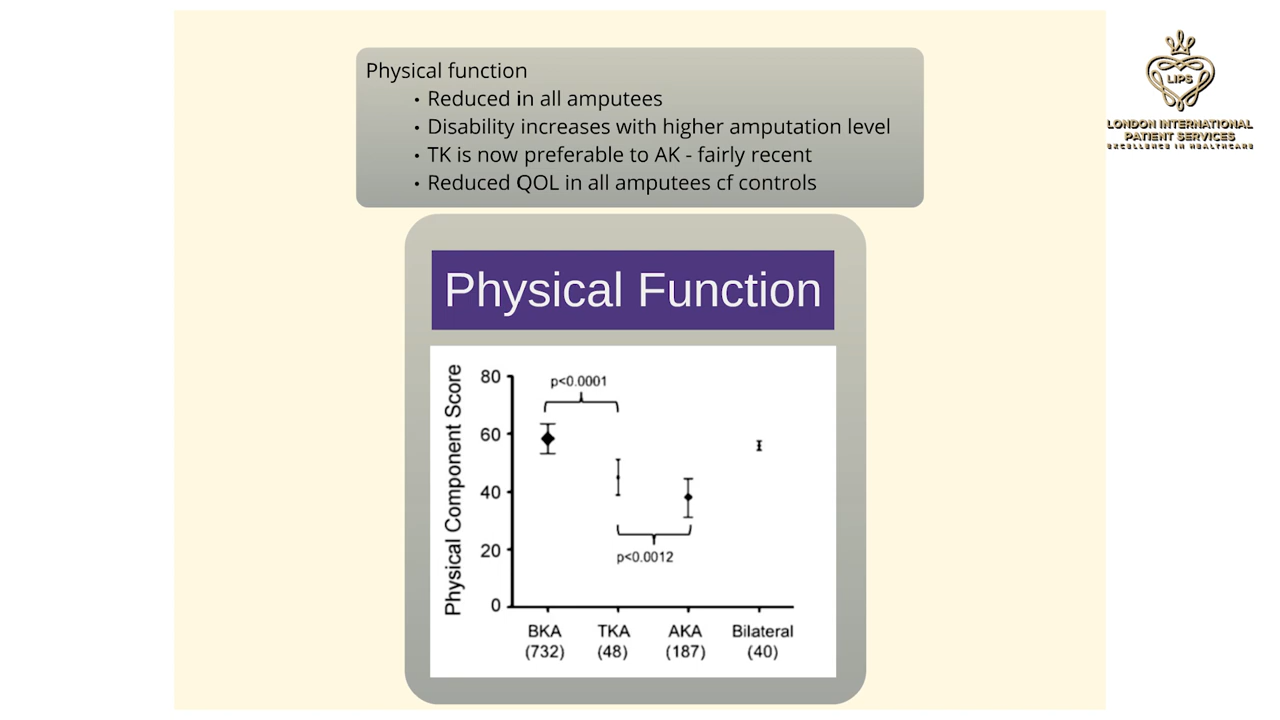 Physical function
• Reduced in all amputees
• Disability increases with higher amputation level
• TK is now preferable to AK - fairly recent
• Reduced QOL in all amputees cf controls
LIPS
LONDON INTERNATIONAL
PATIENT SERVICES
EXCELLENCE IN HEALTHCARE
Physical Function
Physical Component Score
80
60
40
20
0
p<0.0001
p<0.0012
BKA TKA AKA Bilateral
(732) (48) (187) (40)